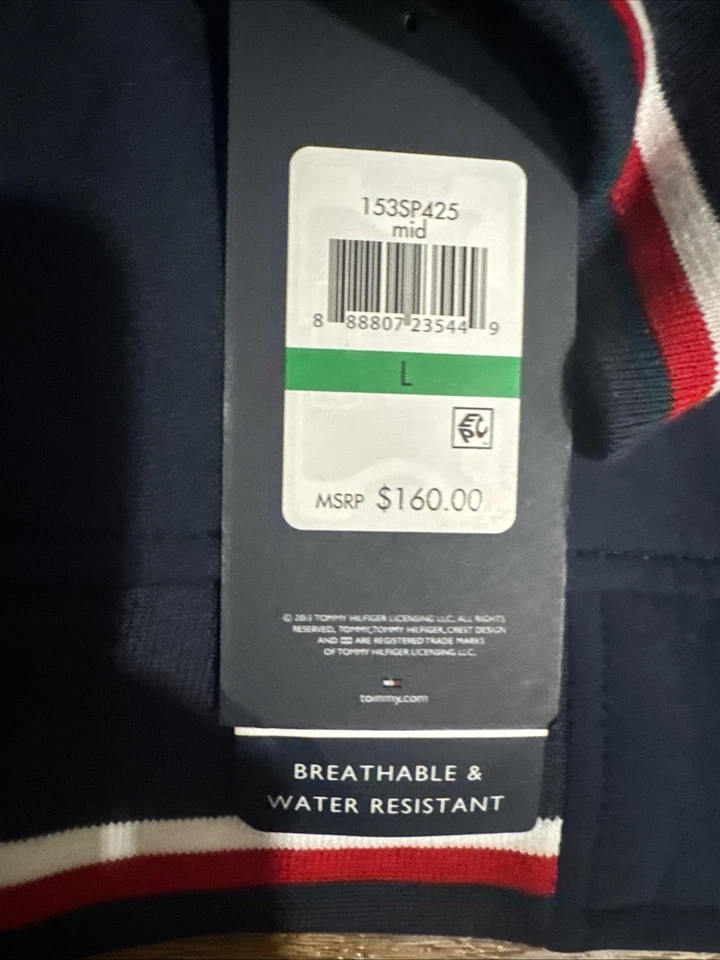 153SP425
mid
8 88807 23544 9
L
EPC
MSRP $160.00
© 2013 TOMMY HILFIGER LICENSING LLC. ALL RIGHTS
RESERVED, TOMMY,TOMMY HILFIGER,CREST DESIGN
AND ARE REGISTERED TRADE MARKS
OF TOMMY HILFIGER LICENSING LLC.
tommy.com
BREATHABLE &
WATER RESISTANT